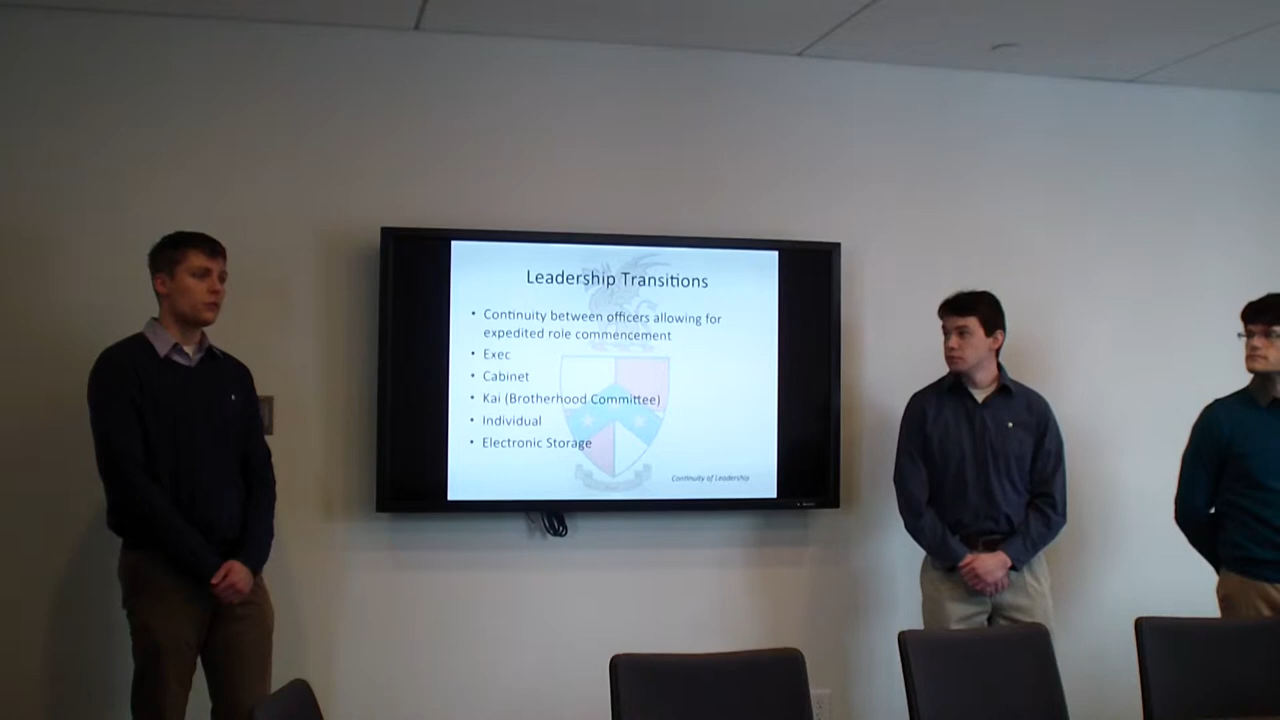 Leadership Transitions
• Continuity between officers allowing for
expedited role commencement
• Exec
• Cabinet
• Kai (Brotherhood Committee)
• Individual
• Electronic Storage
Continuity of Leadership